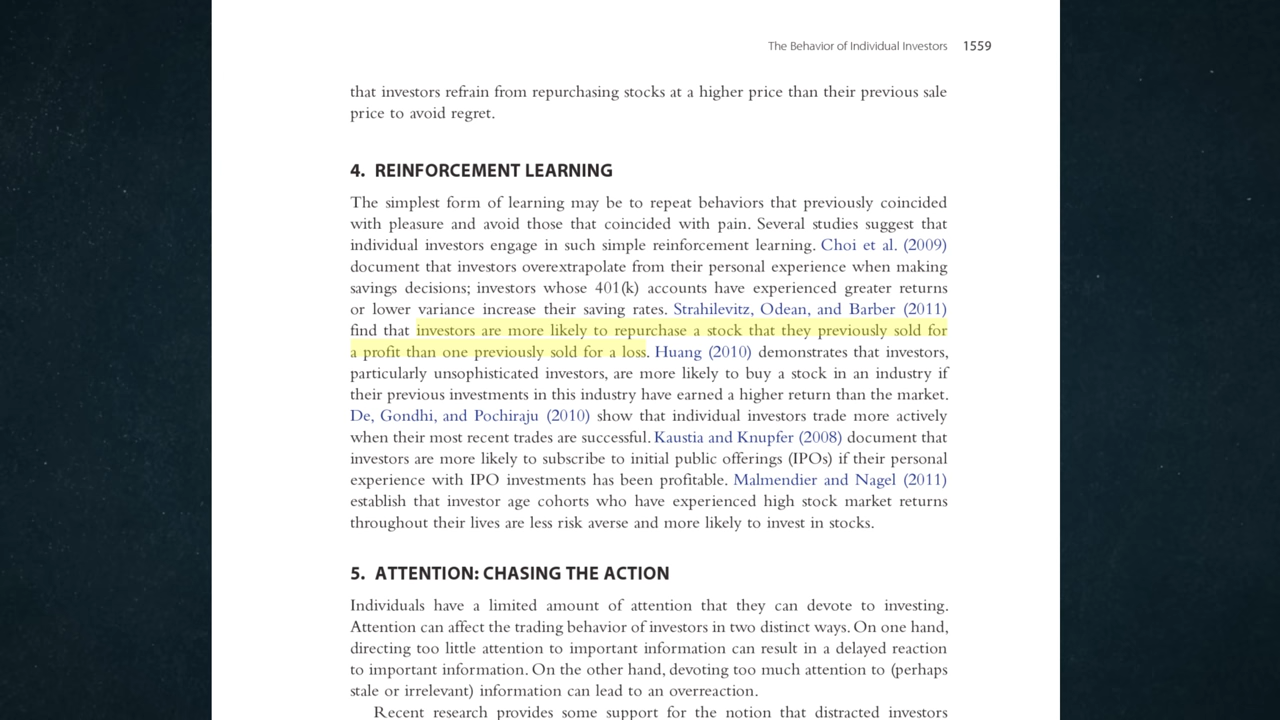 The Behavior of Individual Investors 1559
that investors refrain from repurchasing stocks at a higher price than their previous sale
price to avoid regret.
4. REINFORCEMENT LEARNING
The simplest form of learning may be to repeat behaviors that previously coincided
with pleasure and avoid those that coincided with pain. Several studies suggest that
individual investors engage in such simple reinforcement learning. Choi et al. (2009)
document that investors overextrapolate from their personal experience when making
savings decisions; investors whose 401(k) accounts have experienced greater returns
or lower variance increase their saving rates. Strahilevitz, Odean, and Barber (2011)
find that investors are more likely to repurchase a stock that they previously sold for
a profit than one previously sold for a loss. Huang (2010) demonstrates that investors,
particularly unsophisticated investors, are more likely to buy a stock in an industry if
their previous investments in this industry have earned a higher return than the market.
De, Gondhi, and Pochiraju (2010) show that individual investors trade more actively
when their most recent trades are successful. Kaustia and Knupfer (2008) document that
investors are more likely to subscribe to initial public offerings (IPOs) if their personal
experience with IPO investments has been profitable. Malmendier and Nagel (2011)
establish that investor age cohorts who have experienced high stock market returns
throughout their lives are less risk averse and more likely to invest in stocks.
5. ATTENTION: CHASING THE ACTION
Individuals have a limited amount of attention that they can devote to investing.
Attention can affect the trading behavior of investors in two distinct ways. On one hand,
directing too little attention to important information can result in a delayed reaction
to important information. On the other hand, devoting too much attention to (perhaps
stale or irrelevant) information can lead to an overreaction.
Recent research provides some support for the notion that distracted investors